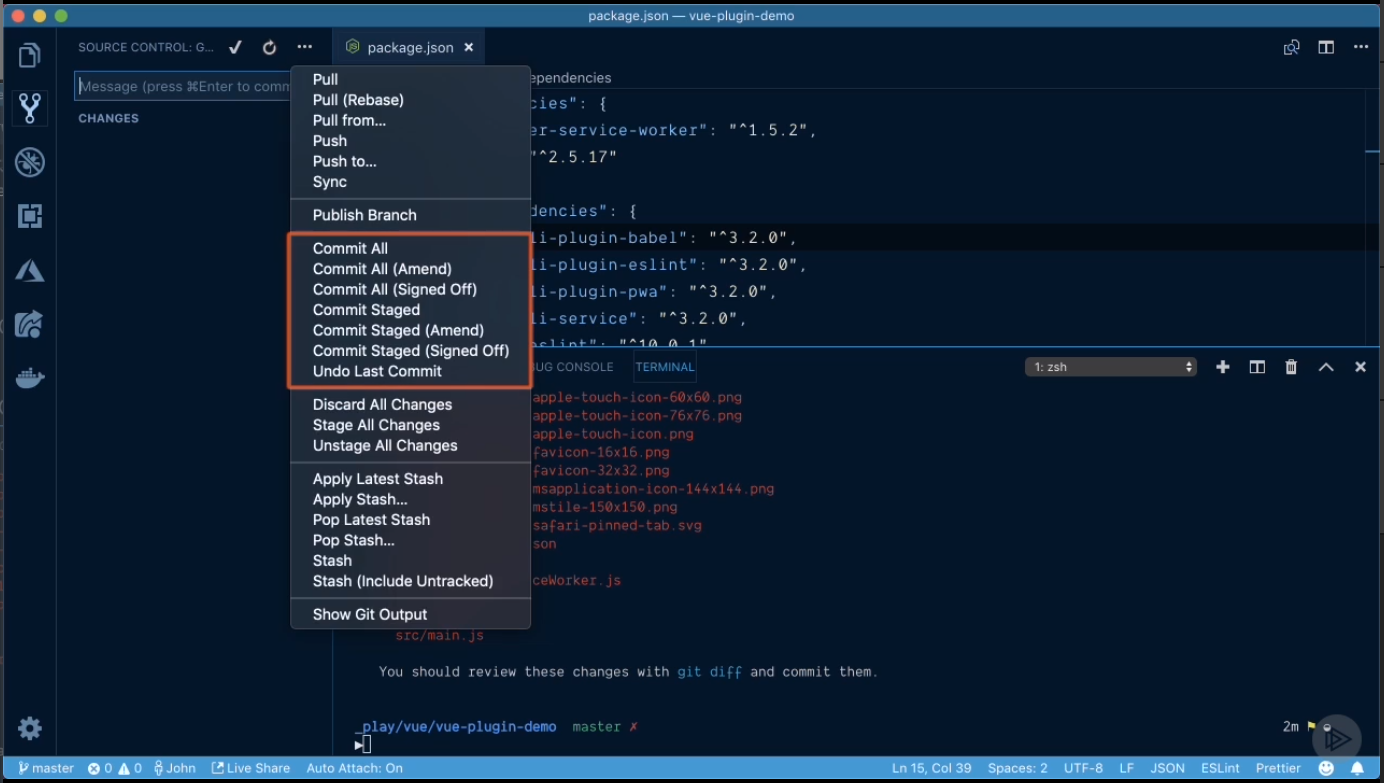 package.json — vue-plugin-demo
SOURCE CONTROL: G...
package.json
Message (press ⌘Enter to comm
CHANGES
ependencies
cies": {
er-service-worker": "^1.5.2",
"^2.5.17"
dencies": {
li-plugin-babel": "^3.2.0",
li-plugin-eslint": "^3.2.0",
li-plugin-pwa": "^3.2.0",
li-service": "^3.2.0",
eslint": "^10.0.1"
Pull
Pull (Rebase)
Pull from...
Push
Push to...
Sync
Publish Branch
Commit All
Commit All (Amend)
Commit All (Signed Off)
Commit Staged
Commit Staged (Amend)
Commit Staged (Signed Off)
Undo Last Commit
Discard All Changes
Stage All Changes
Unstage All Changes
Apply Latest Stash
Apply Stash...
Pop Latest Stash
Pop Stash...
Stash
Stash (Include Untracked)
Show Git Output
BUG CONSOLE TERMINAL 1: zsh
apple-touch-icon-60x60.png
apple-touch-icon-76x76.png
apple-touch-icon.png
favicon-16x16.png
favicon-32x32.png
msapplication-icon-144x144.png
mstile-150x150.png
safari-pinned-tab.svg
son
ceWorker.js
src/main.js
You should review these changes with git diff and commit them.
_play/vue/vue-plugin-demo master ✗ 2m
master 0 0 John Live Share Auto Attach: On Ln 15, Col 39 Spaces: 2 UTF-8 LF JSON ESLint Prettier